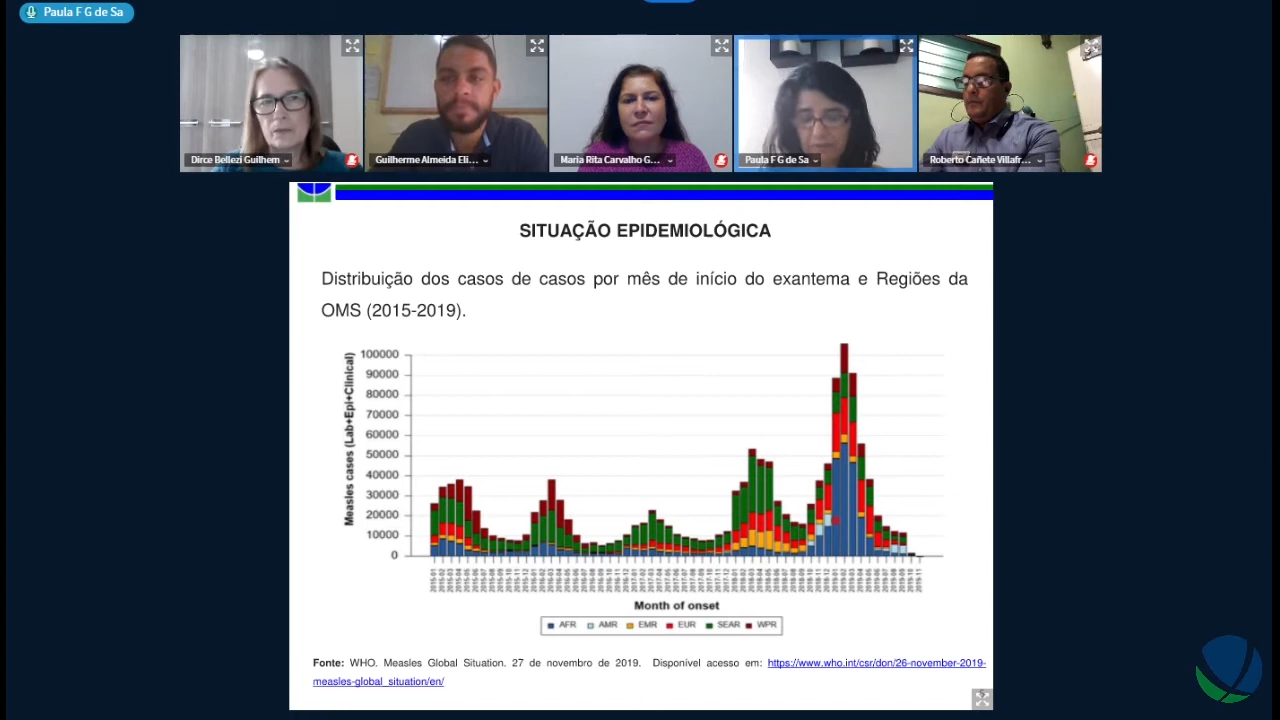 Paula F G de Sa
Dirce Bellezi Guilhem
Guilherme Almeida Eli...
Maria Rita Carvalho G...
Paula F G de Sa
Roberto Cañete Villafr...
SITUAÇÃO EPIDEMIOLÓGICA
Distribuição dos casos de casos por mês de início do exantema e Regiões da
OMS (2015-2019).
Measles cases (Lab+Epi+Clinical)
100000
90000
80000
70000
60000
50000
40000
30000
20000
10000
0
Month of onset
AFR AMR EMR EUR SEAR WPR
Fonte: WHO. Measles Global Situation. 27 de novembro de 2019. Disponível acesso em: https://www.who.int/csr/don/26-november-2019-
measles-global_situation/en/